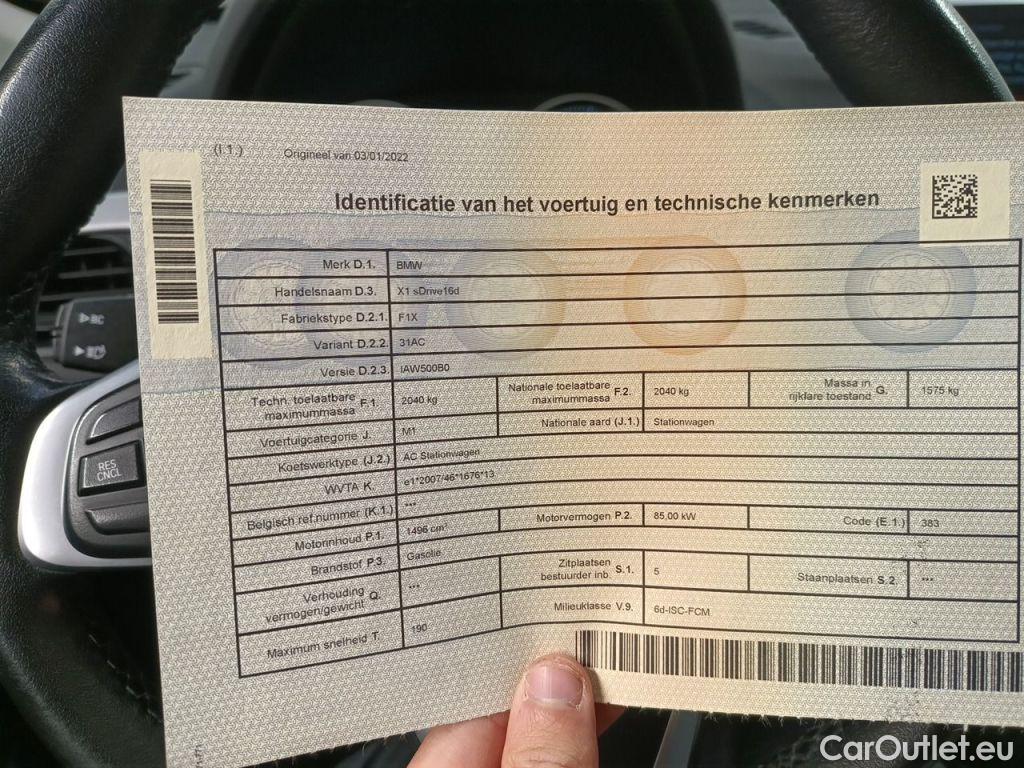 (I.1.) Origineel van 03/01/2022
Identificatie van het voertuig en technische kenmerken
Merk D.1. BMW
Handelsnaam D.3. X1 sDrive16d
Fabriekstype D.2.1. F1X
Variant D.2.2. 31AC
Versie D.2.3. IAW500B0
Techn. toelaatbare maximummassa F.1. 2040 kg Nationale toelaatbare maximummassa F.2. 2040 kg Massa in rijklare toestand G. 1575 kg
Voertuigcategorie J. M1 Nationale aard (J.1.) Stationwagen
Koetswerktype (J.2.) AC Stationwagen
WVTA K. e1*2007/46*1676*13
Belgisch ref.nummer (K.1.) ***
Motorinhoud P.1. 1496 cm³ Motorvermogen P.2. 85,00 kW Code (E.1.) 383
Brandstof P.3. Gasolie
Verhouding vermogen/gewicht Q. *** Zitplaatsen bestuurder inb. S.1. 5 Staanplaatsen S.2. ***
Maximum snelheid T. 190 Milieuklasse V.9. 6d-ISC-FCM
RES
CNCL
CarOutlet.eu